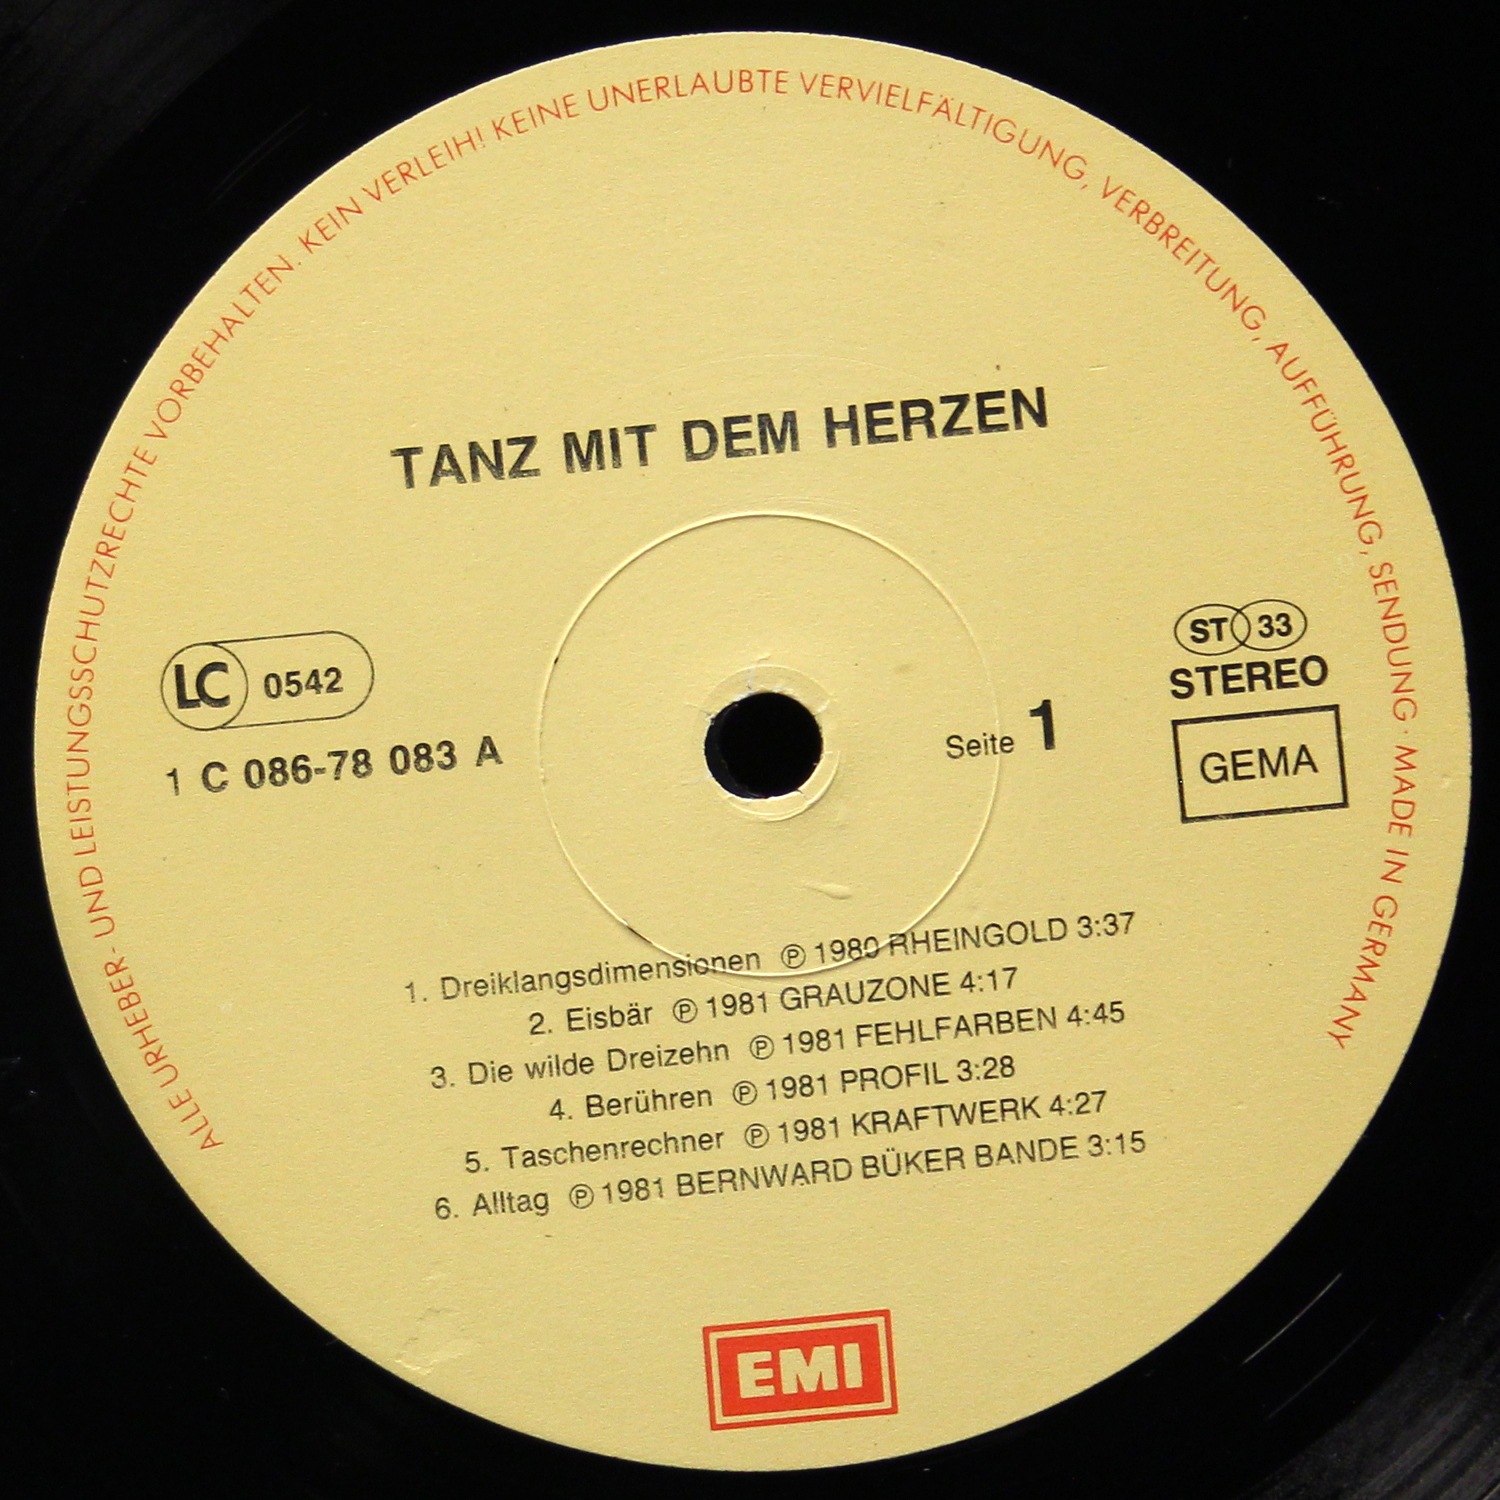 ALLE URHEBER- UND LEISTUNGSSCHUTZRECHTE VORBEHALTEN. KEIN VERLEIH! KEINE UNERLAUBTE VERVIELFÄLTIGUNG, VERBREITUNG, AUFFÜHRUNG, SENDUNG · MADE IN GERMANY
TANZ MIT DEM HERZEN
LC 0542
1 C 086-78 083 A
Seite 1
ST 33
STEREO
GEMA
1. Dreiklangsdimensionen ℗ 1980 RHEINGOLD 3:37
2. Eisbär ℗ 1981 GRAUZONE 4:17
3. Die wilde Dreizehn ℗ 1981 FEHLFARBEN 4:45
4. Berühren ℗ 1981 PROFIL 3:28
5. Taschenrechner ℗ 1981 KRAFTWERK 4:27
6. Alltag ℗ 1981 BERNWARD BÜKER BANDE 3:15
EMI